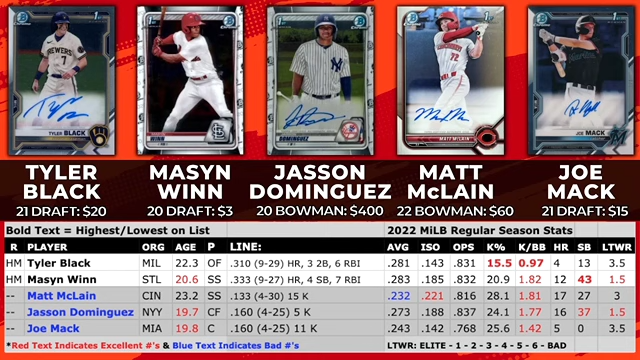 TYLER BLACK
WINN
DOMINGUEZ
MATT McLAIN
JOE MACK
TYLER BLACK
21 DRAFT: $20
MASYN WINN
20 DRAFT: $3
JASSON DOMINGUEZ
20 BOWMAN: $400
MATT McLAIN
22 BOWMAN: $60
JOE MACK
21 DRAFT: $15
Bold Text = Highest/Lowest on List 2022 MiLB Regular Season Stats
R PLAYER ORG AGE P LINE: AVG ISO OPS K% K/BB HR SB LTWR
HM Tyler Black MIL 22.3 OF .310 (9-29) HR, 3 2B, 6 RBI .281 .143 .831 15.5 0.97 4 13 3.5
HM Masyn Winn STL 20.6 SS .333 (9-27) HR, 4 SB, 7 RBI .283 .185 .832 20.9 1.82 12 43 1.5
-- Matt McLain CIN 23.2 SS .133 (4-30) 15 K .232 .221 .816 28.1 1.81 17 27 3
-- Jasson Dominguez NYY 19.7 CF .160 (4-25) 5 K .273 .188 .837 24.1 1.77 16 37 1.5
-- Joe Mack MIA 19.8 C .160 (4-25) 11 K .243 .142 .768 25.6 1.42 5 0 3.5
*Red Text Indicates Excellent #'s & Blue Text Indicates Bad #'s LTWR: ELITE - 1 - 2 - 3 - 4 - 5 - 6 - BAD